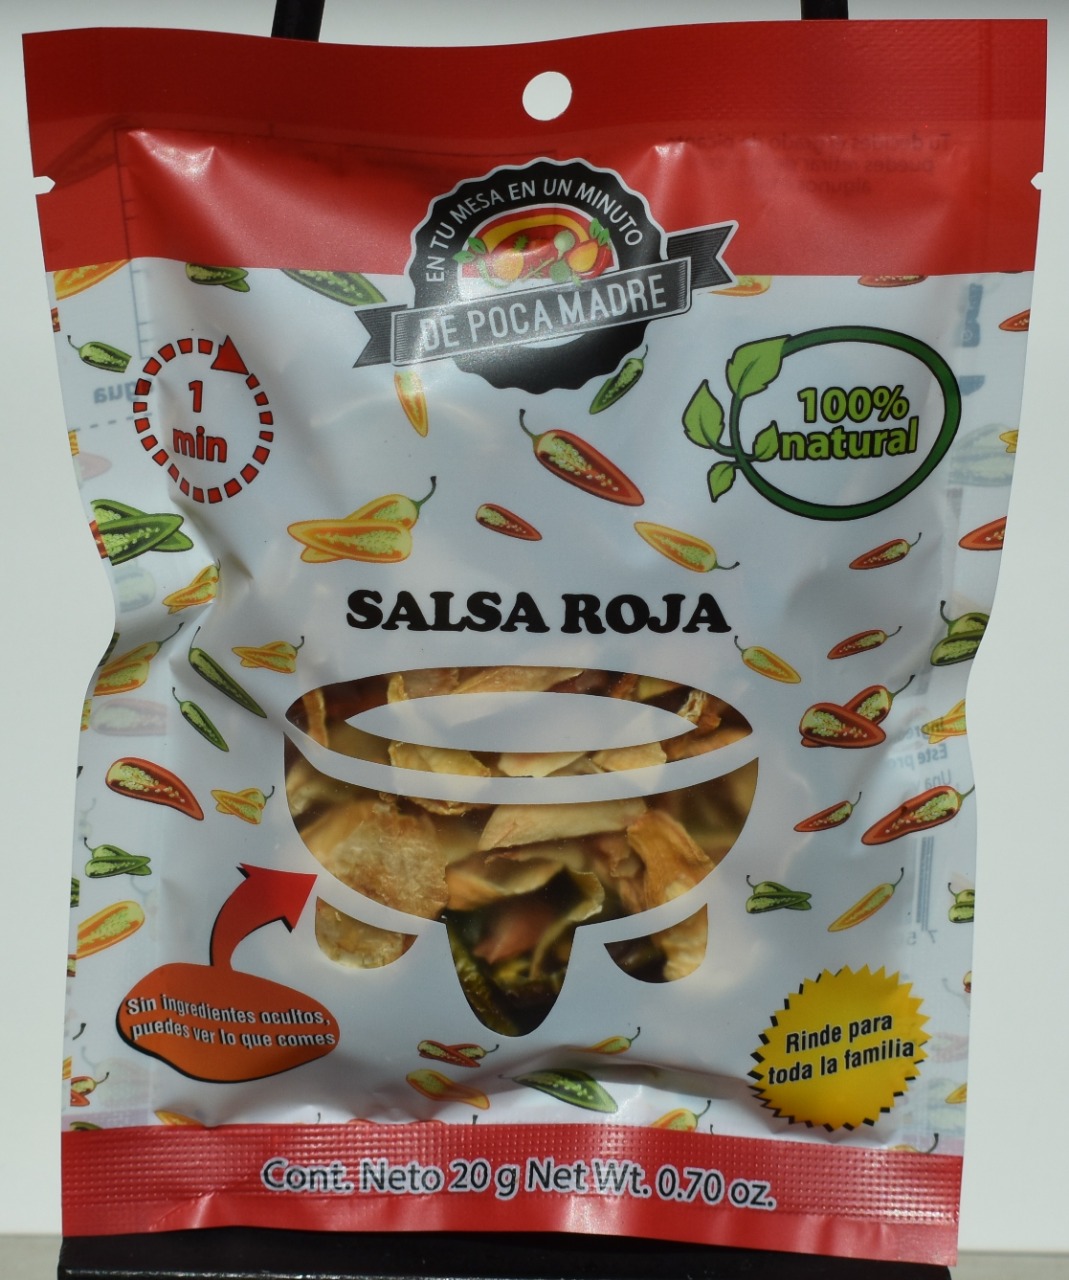 EN TU MESA EN UN MINUTO
DE POCA MADRE
1
min
100%
natural
SALSA ROJA
Sin ingredientes ocultos,
puedes ver lo que comes
Rinde para
toda la familia
Cont. Neto 20 g Net Wt. 0.70 oz.